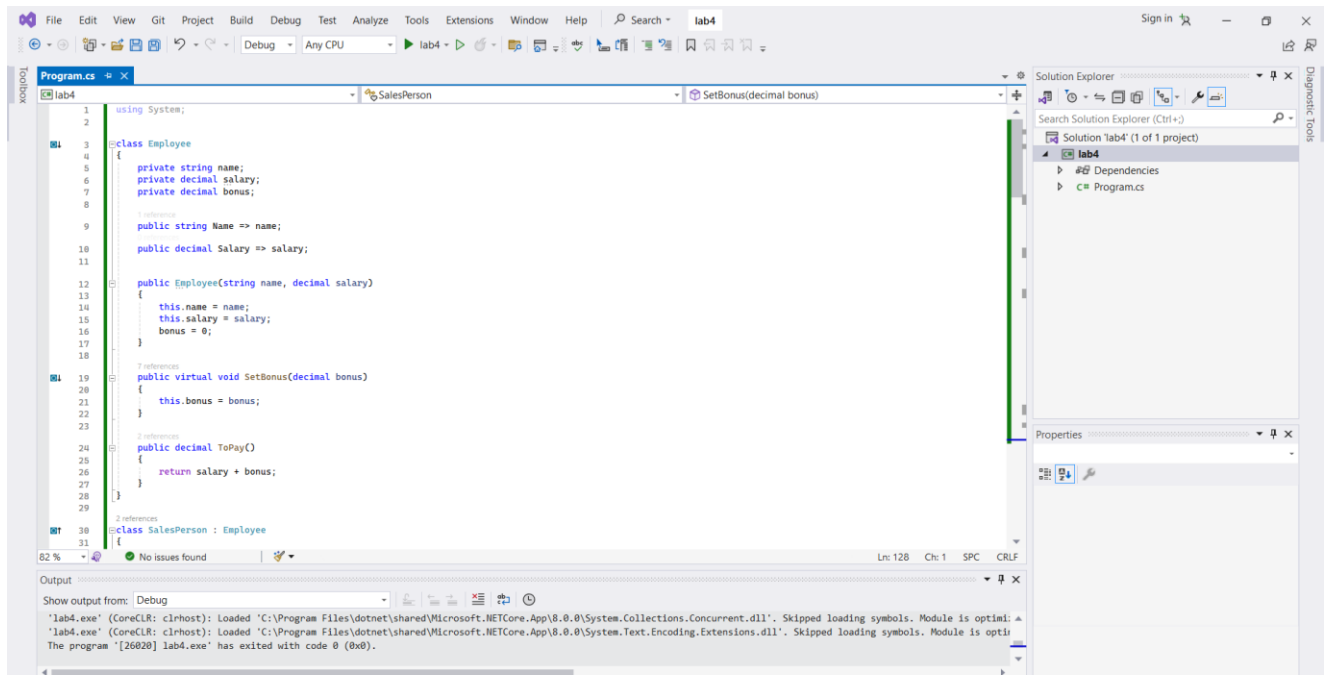 File Edit View Git Project Build Debug Test Analyze Tools Extensions Window Help Search lab4 Sign in
Debug Any CPU lab4
Toolbox
Program.cs
lab4 SalesPerson SetBonus(decimal bonus)
1 using System;
2
3 class Employee
4 {
5 private string name;
6 private decimal salary;
7 private decimal bonus;
8
1 reference
9 public string Name => name;
10 public decimal Salary => salary;
11
12 public Employee(string name, decimal salary)
13 {
14 this.name = name;
15 this.salary = salary;
16 bonus = 0;
17 }
18
7 references
19 public virtual void SetBonus(decimal bonus)
20 {
21 this.bonus = bonus;
22 }
23
2 references
24 public decimal ToPay()
25 {
26 return salary + bonus;
27 }
28 }
29
2 references
30 class SalesPerson : Employee
31 {
82 % No issues found Ln: 128 Ch: 1 SPC CRLF
Output
Show output from: Debug
'lab4.exe' (CoreCLR: clrhost): Loaded 'C:\Program Files\dotnet\shared\Microsoft.NETCore.App\8.0.0\System.Collections.Concurrent.dll'. Skipped loading symbols. Module is optimi
'lab4.exe' (CoreCLR: clrhost): Loaded 'C:\Program Files\dotnet\shared\Microsoft.NETCore.App\8.0.0\System.Text.Encoding.Extensions.dll'. Skipped loading symbols. Module is opti
The program '[26020] lab4.exe' has exited with code 0 (0x0).
Solution Explorer
Search Solution Explorer (Ctrl+;)
Solution 'lab4' (1 of 1 project)
lab4
Dependencies
C# Program.cs
Properties
Diagnostic Tools